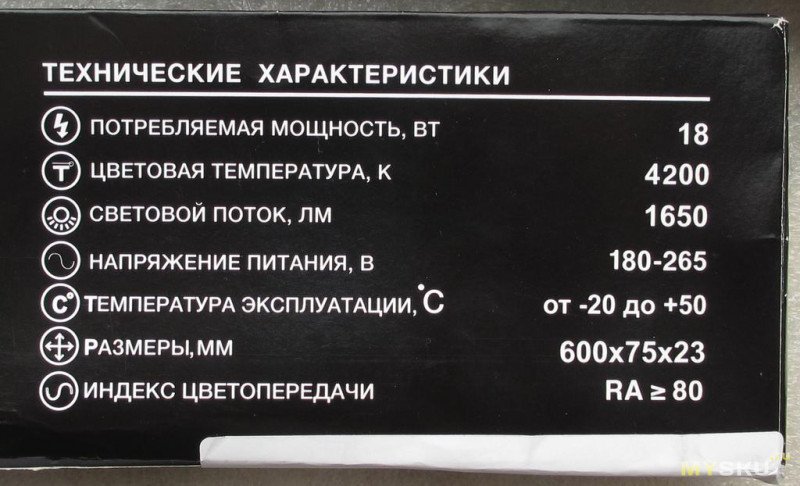 ТЕХНИЧЕСКИЕ ХАРАКТЕРИСТИКИ
ПОТРЕБЛЯЕМАЯ МОЩНОСТЬ, ВТ 18
Т ЦВЕТОВАЯ ТЕМПЕРАТУРА, К 4200
СВЕТОВОЙ ПОТОК, ЛМ 1650
НАПРЯЖЕНИЕ ПИТАНИЯ, В 180-265
C° ТЕМПЕРАТУРА ЭКСПЛУАТАЦИИ,°C от -20 до +50
РАЗМЕРЫ,ММ 600x75x23
ИНДЕКС ЦВЕТОПЕРЕДАЧИ RA ≥ 80
MYSKU.ru